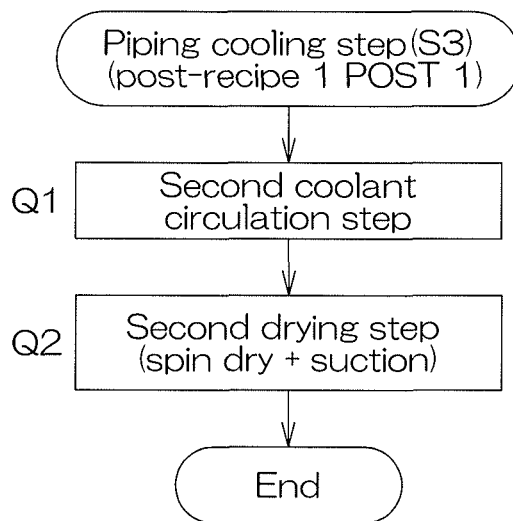 Piping cooling step(S3)
(post-recipe 1 POST 1)
Q1
Second coolant
circulation step
Q2
Second drying step
(spin dry + suction)
End